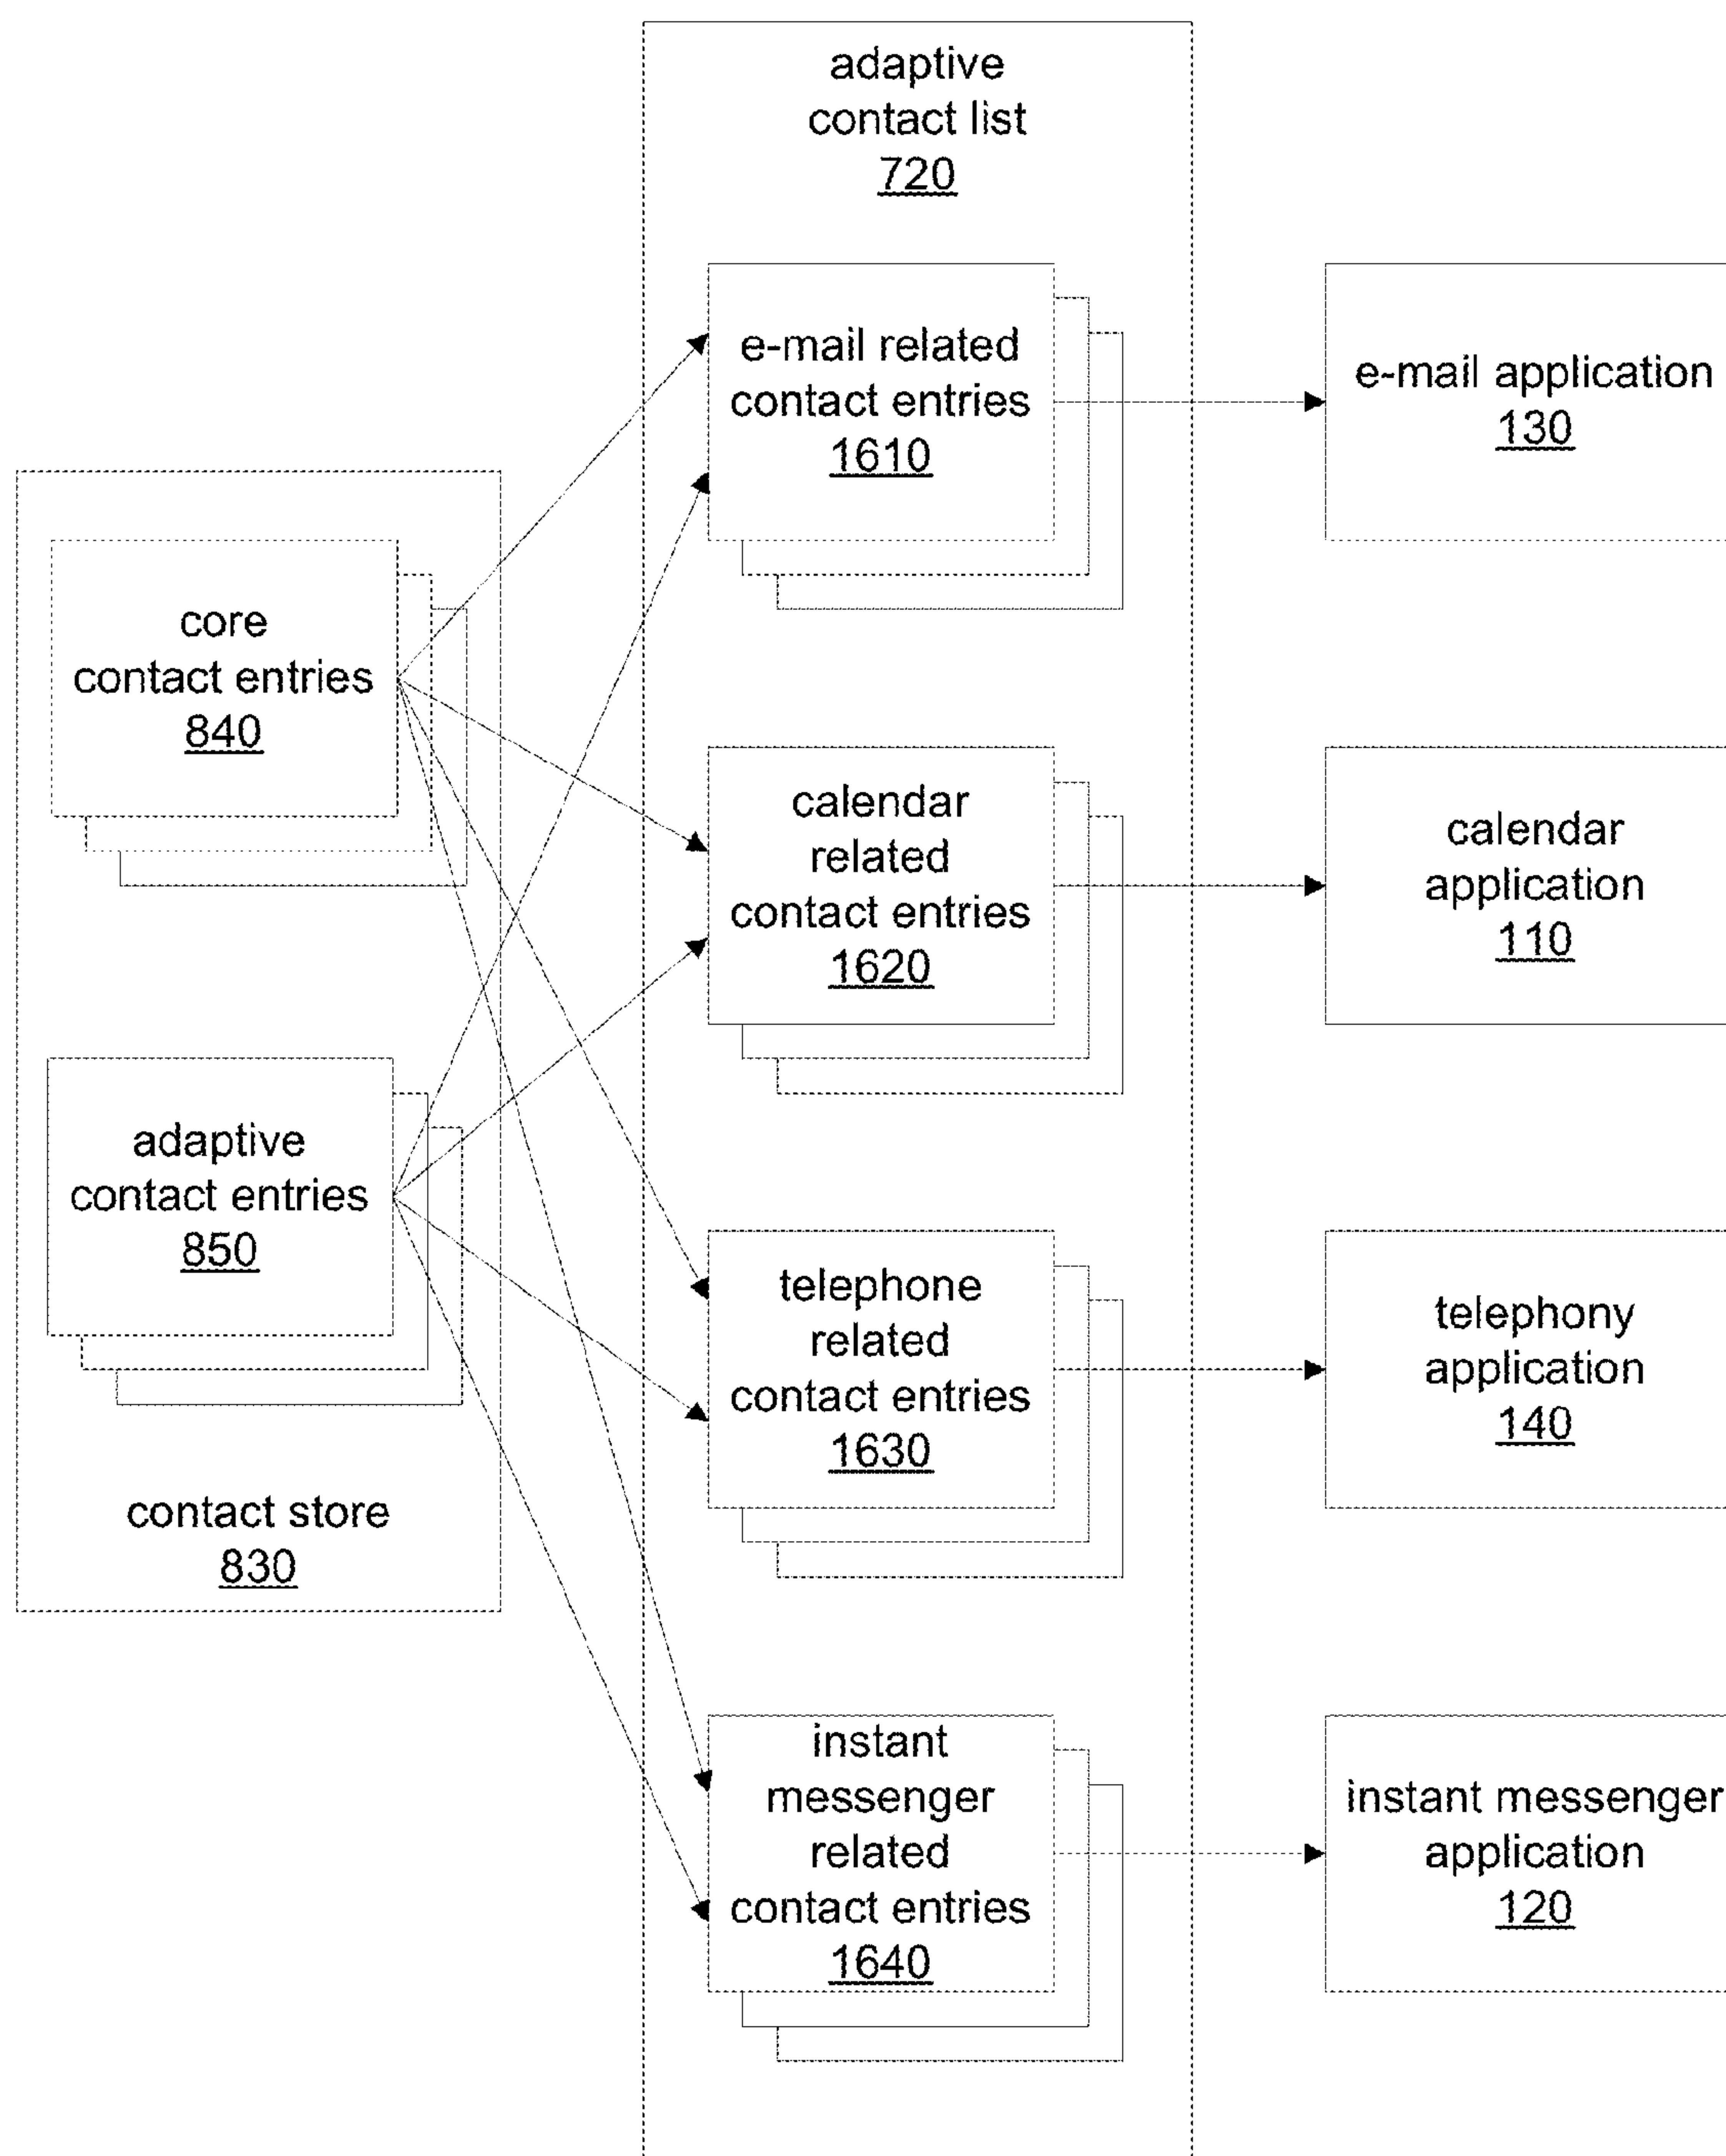 adaptive
contact list
720
e-mail related
contact entries
1610
e-mail application
130
core
contact entries
840
calendar
related
contact entries
1620
calendar
application
110
adaptive
contact entries
850
telephone
related
contact entries
1630
telephony
application
140
contact store
830
instant
messenger
related
contact entries
1640
instant messenger
application
120